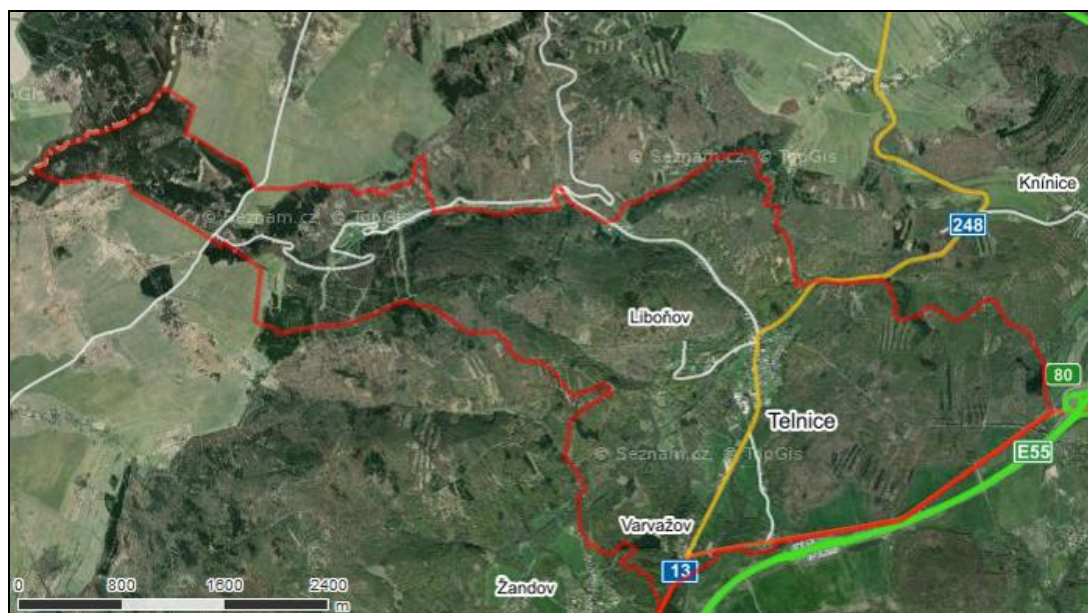 TopGis
© Seznam.cz, © TopGis
Knínice
© Seznam.cz, © TopGis
248
Liboňov
80
Telnice
E55
© Seznam.cz, © TopGis
Varvažov
13
Žandov
0 800 1600 2400
m